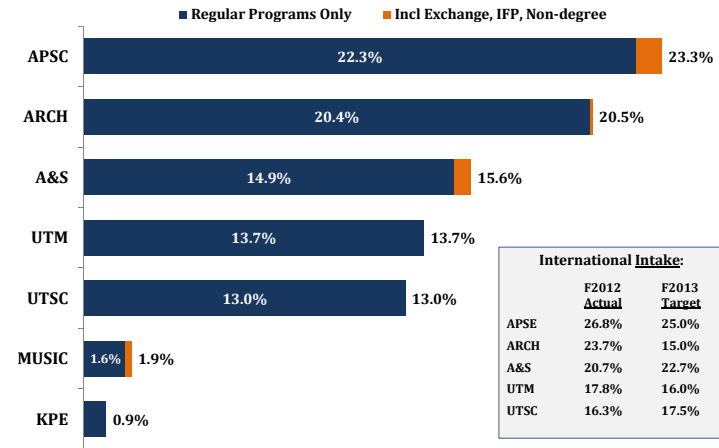 Regular Programs Only Incl Exchange, IFP, Non-degree
APSC 22.3% 23.3%
ARCH 20.4% 20.5%
A&S 14.9% 15.6%
UTM 13.7% 13.7%
UTSC 13.0% 13.0%
MUSIC 1.6% 1.9%
KPE 0.9%
International Intake:
F2012 F2013
Actual Target
APSE 26.8% 25.0%
ARCH 23.7% 15.0%
A&S 20.7% 22.7%
UTM 17.8% 16.0%
UTSC 16.3% 17.5%